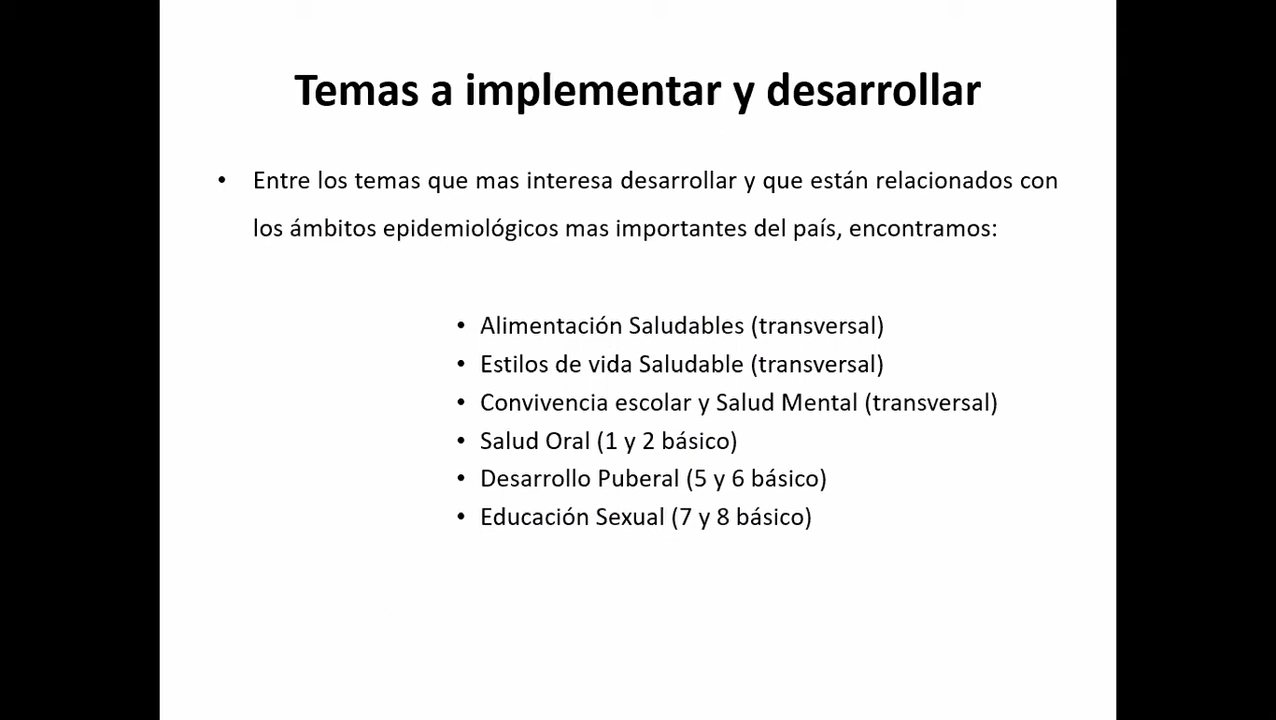 Temas a implementar y desarrollar
• Entre los temas que mas interesa desarrollar y que están relacionados con
los ámbitos epidemiológicos mas importantes del país, encontramos:
• Alimentación Saludables (transversal)
• Estilos de vida Saludable (transversal)
• Convivencia escolar y Salud Mental (transversal)
• Salud Oral (1 y 2 básico)
• Desarrollo Puberal (5 y 6 básico)
• Educación Sexual (7 y 8 básico)